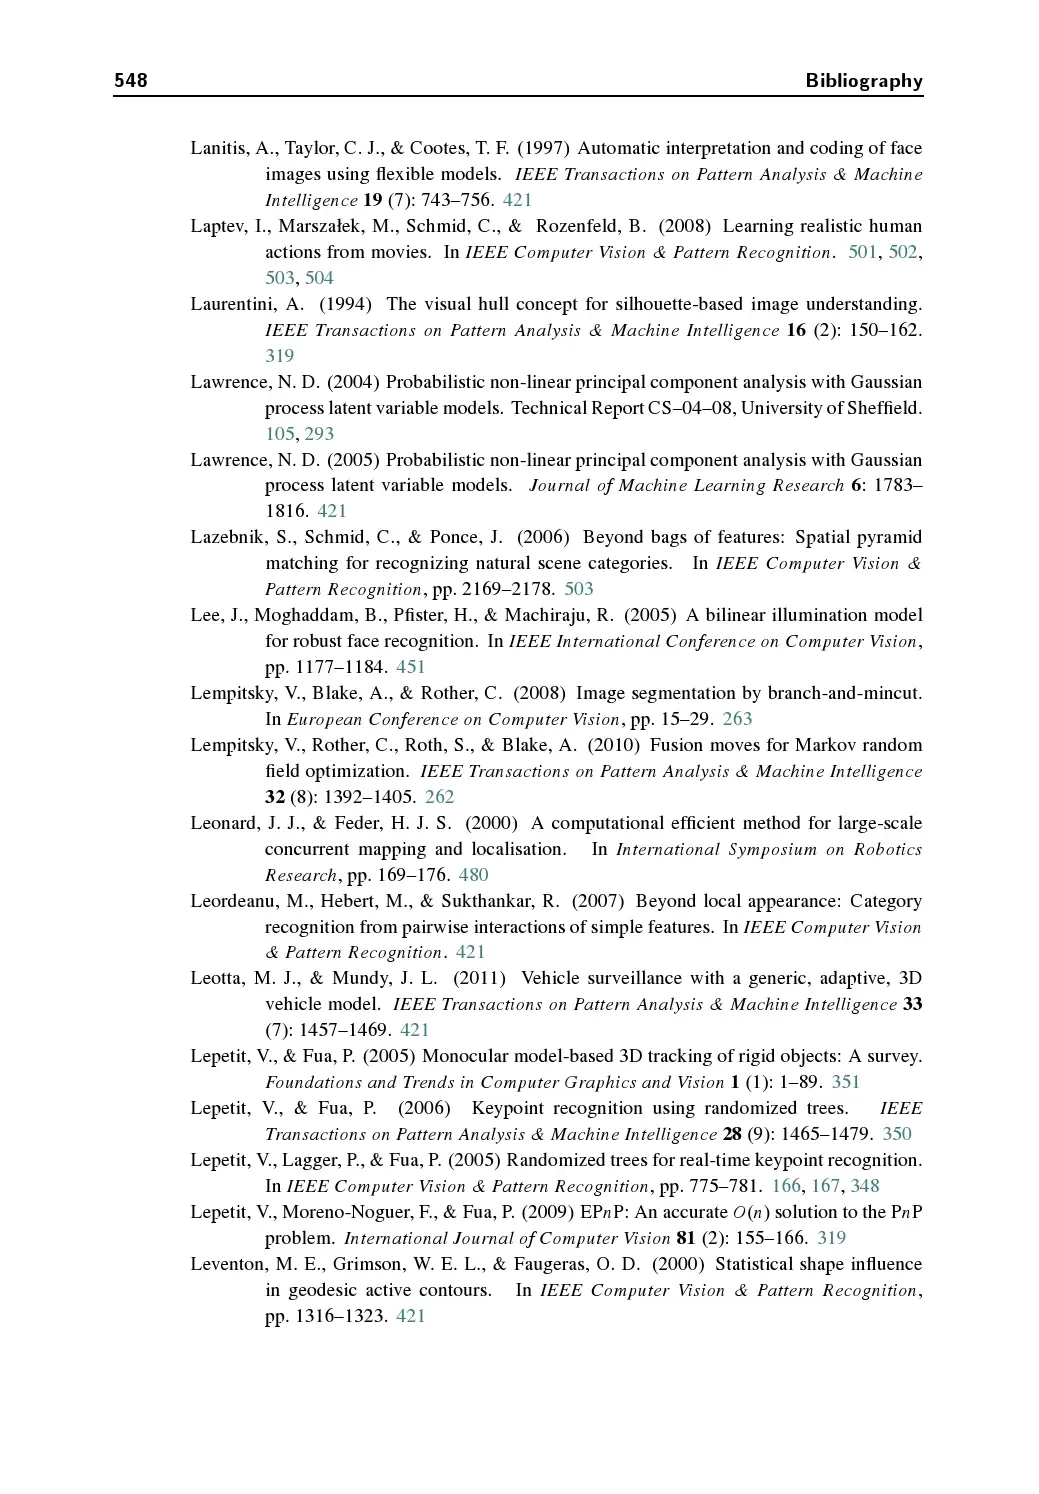 548 Bibliography
Lanitis, A., Taylor, C. J., & Cootes, T. F. (1997) Automatic interpretation and coding of face
images using flexible models. IEEE Transactions on Pattern Analysis & Machine
Intelligence 19 (7): 743–756. 421
Laptev, I., Marszałek, M., Schmid, C., & Rozenfeld, B. (2008) Learning realistic human
actions from movies. In IEEE Computer Vision & Pattern Recognition. 501, 502,
503, 504
Laurentini, A. (1994) The visual hull concept for silhouette-based image understanding.
IEEE Transactions on Pattern Analysis & Machine Intelligence 16 (2): 150–162.
319
Lawrence, N. D. (2004) Probabilistic non-linear principal component analysis with Gaussian
process latent variable models. Technical Report CS–04–08, University of Sheffield.
105, 293
Lawrence, N. D. (2005) Probabilistic non-linear principal component analysis with Gaussian
process latent variable models. Journal of Machine Learning Research 6: 1783–
1816. 421
Lazebnik, S., Schmid, C., & Ponce, J. (2006) Beyond bags of features: Spatial pyramid
matching for recognizing natural scene categories. In IEEE Computer Vision &
Pattern Recognition, pp. 2169–2178. 503
Lee, J., Moghaddam, B., Pfister, H., & Machiraju, R. (2005) A bilinear illumination model
for robust face recognition. In IEEE International Conference on Computer Vision,
pp. 1177–1184. 451
Lempitsky, V., Blake, A., & Rother, C. (2008) Image segmentation by branch-and-mincut.
In European Conference on Computer Vision, pp. 15–29. 263
Lempitsky, V., Rother, C., Roth, S., & Blake, A. (2010) Fusion moves for Markov random
field optimization. IEEE Transactions on Pattern Analysis & Machine Intelligence
32 (8): 1392–1405. 262
Leonard, J. J., & Feder, H. J. S. (2000) A computational efficient method for large-scale
concurrent mapping and localisation. In International Symposium on Robotics
Research, pp. 169–176. 480
Leordeanu, M., Hebert, M., & Sukthankar, R. (2007) Beyond local appearance: Category
recognition from pairwise interactions of simple features. In IEEE Computer Vision
& Pattern Recognition. 421
Leotta, M. J., & Mundy, J. L. (2011) Vehicle surveillance with a generic, adaptive, 3D
vehicle model. IEEE Transactions on Pattern Analysis & Machine Intelligence 33
(7): 1457–1469. 421
Lepetit, V., & Fua, P. (2005) Monocular model-based 3D tracking of rigid objects: A survey.
Foundations and Trends in Computer Graphics and Vision 1 (1): 1–89. 351
Lepetit, V., & Fua, P. (2006) Keypoint recognition using randomized trees. IEEE
Transactions on Pattern Analysis & Machine Intelligence 28 (9): 1465–1479. 350
Lepetit, V., Lagger, P., & Fua, P. (2005) Randomized trees for real-time keypoint recognition.
In IEEE Computer Vision & Pattern Recognition, pp. 775–781. 166, 167, 348
Lepetit, V., Moreno-Noguer, F., & Fua, P. (2009) EPnP: An accurate O(n) solution to the PnP
problem. International Journal of Computer Vision 81 (2): 155–166. 319
Leventon, M. E., Grimson, W. E. L., & Faugeras, O. D. (2000) Statistical shape influence
in geodesic active contours. In IEEE Computer Vision & Pattern Recognition,
pp. 1316–1323. 421